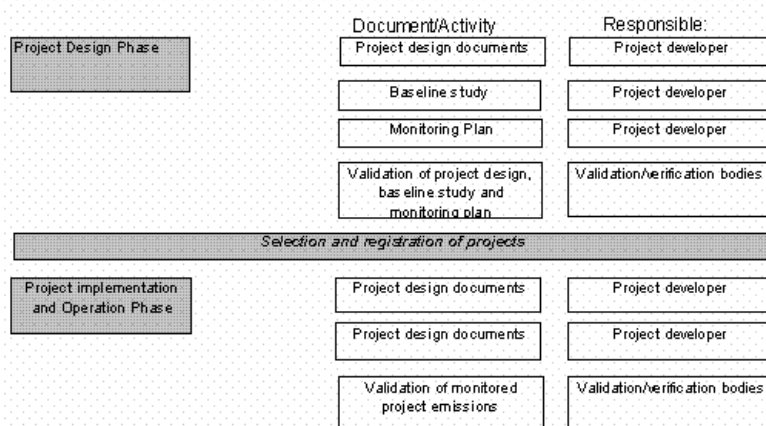 Document/Activity Responsible:
Project Design Phase Project design documents Project developer
Baseline study Project developer
Monitoring Plan Project developer
Validation of project design, Validation/verification bodies
baseline study and
monitoring plan
Selection and registration of projects
Project implementation Project design documents Project developer
and Operation Phase
Project design documents Project developer
Validation of monitored Validation/verification bodies
project emissions